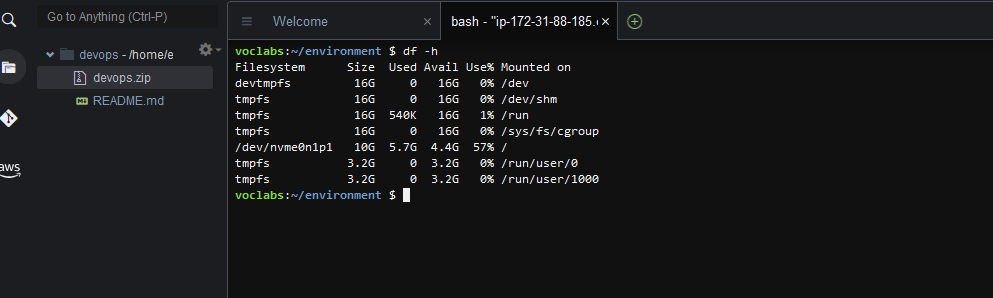 Go to Anything (Ctrl-P)
devops - /home/e
devops.zip
README.md
aws
Welcome
bash - "ip-172-31-88-185.
voclabs:~/environment $ df -h
Filesystem      Size  Used Avail Use% Mounted on
devtmpfs         16G     0   16G   0% /dev
tmpfs            16G     0   16G   0% /dev/shm
tmpfs            16G  540K   16G   1% /run
tmpfs            16G     0   16G   0% /sys/fs/cgroup
/dev/nvme0n1p1   10G  5.7G  4.4G  57% /
tmpfs           3.2G     0  3.2G   0% /run/user/0
tmpfs           3.2G     0  3.2G   0% /run/user/1000
voclabs:~/environment $